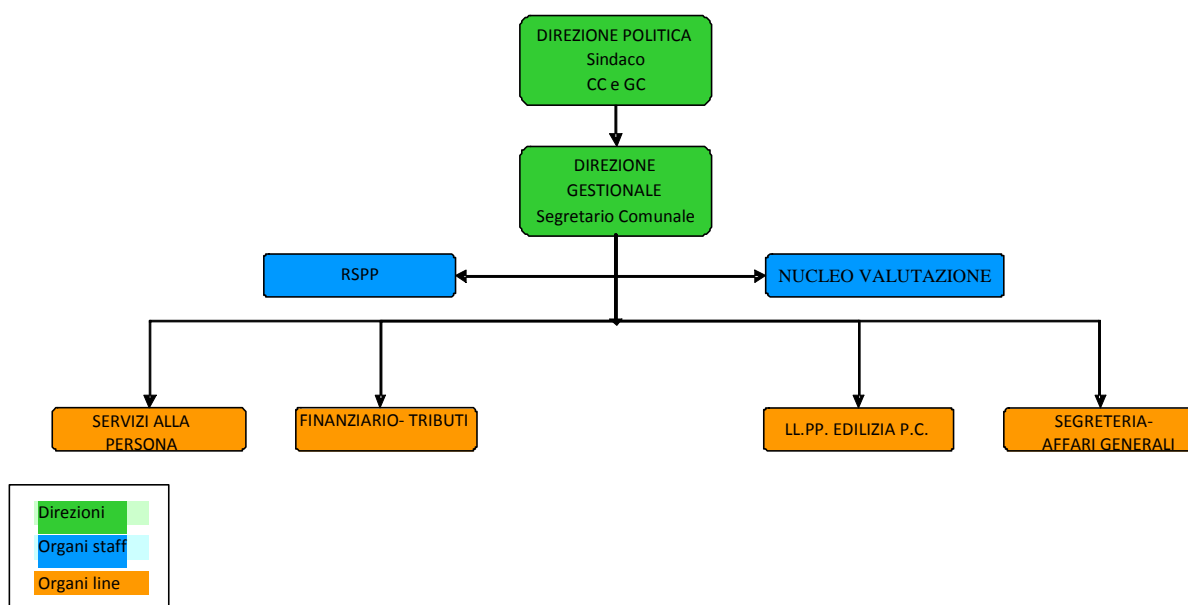 DIREZIONE POLITICA
Sindaco
CC e GC
DIREZIONE
GESTIONALE
Segretario Comunale
RSPP
NUCLEO VALUTAZIONE
SERVIZI ALLA
PERSONA
FINANZIARIO- TRIBUTI
LL.PP. EDILIZIA P.C.
SEGRETERIA-
AFFARI GENERALI
Direzioni
Organi staff
Organi line